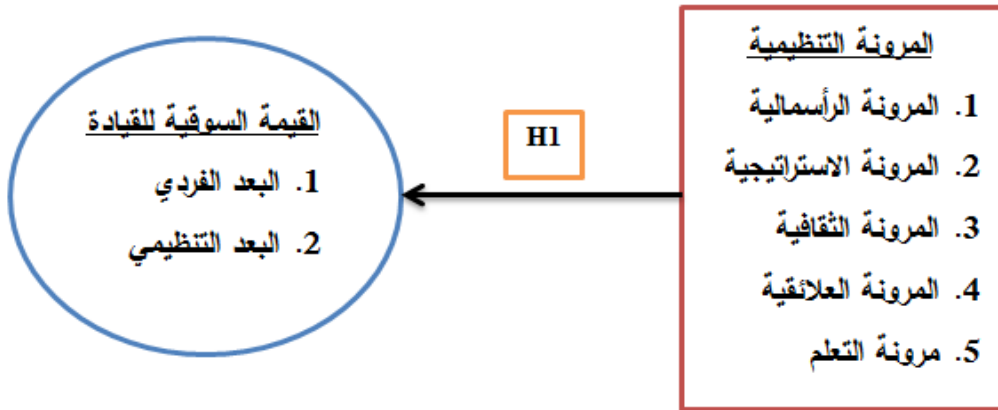 المرونة التنظيمية
1. المرونة الرأسمالية
2. المرونة الاستراتيجية
3. المرونة الثقافية
4. المرونة العلائقية
5. مرونة التعلم
H1
القيمة السوقية للقيادة
1. البعد الفردي
2. البعد التنظيمي